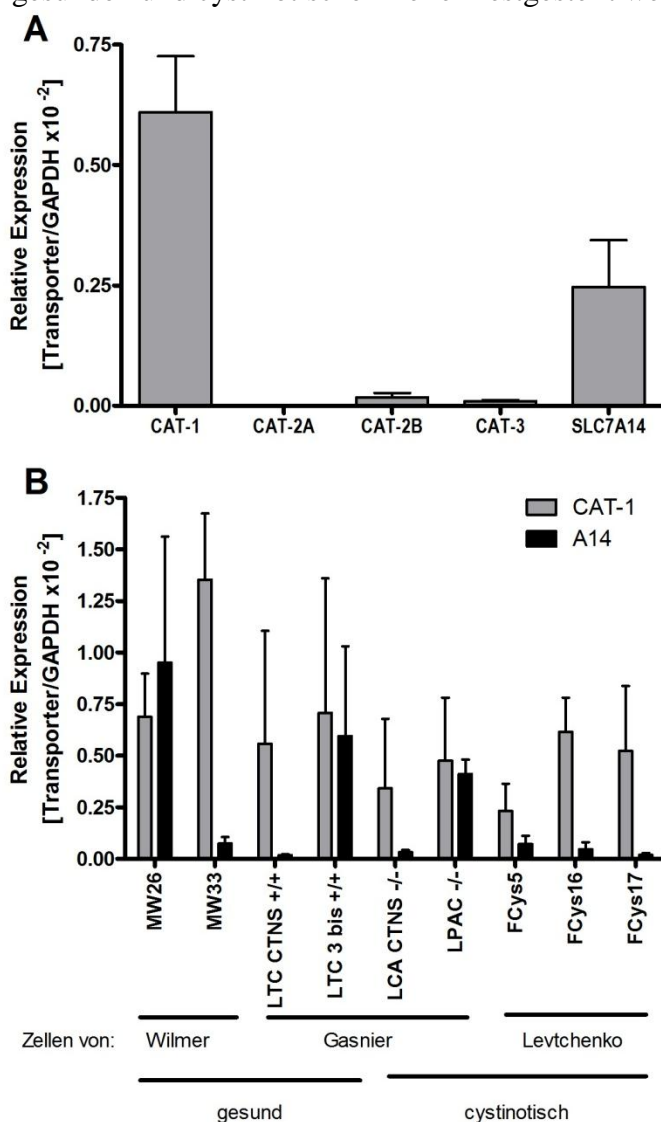 A
0.75
0.50
0.25
0.00
Relative Expression
[Transporter/GAPDH x10⁻²]
CAT-1 CAT-2A CAT-2B CAT-3 SLC7A14
B
CAT-1
A14
1.75
1.50
1.25
1.00
0.75
0.50
0.25
0.00
Relative Expression
[Transporter/GAPDH x10⁻²]
MW26
MW33
LTC CTNS +/+
LTC 3 bis +/+
LCA CTNS -/-
LPAC -/-
FCys5
FCys16
FCys17
Zellen von: Wilmer Gasnier Levtchenko
gesund cystinotisch